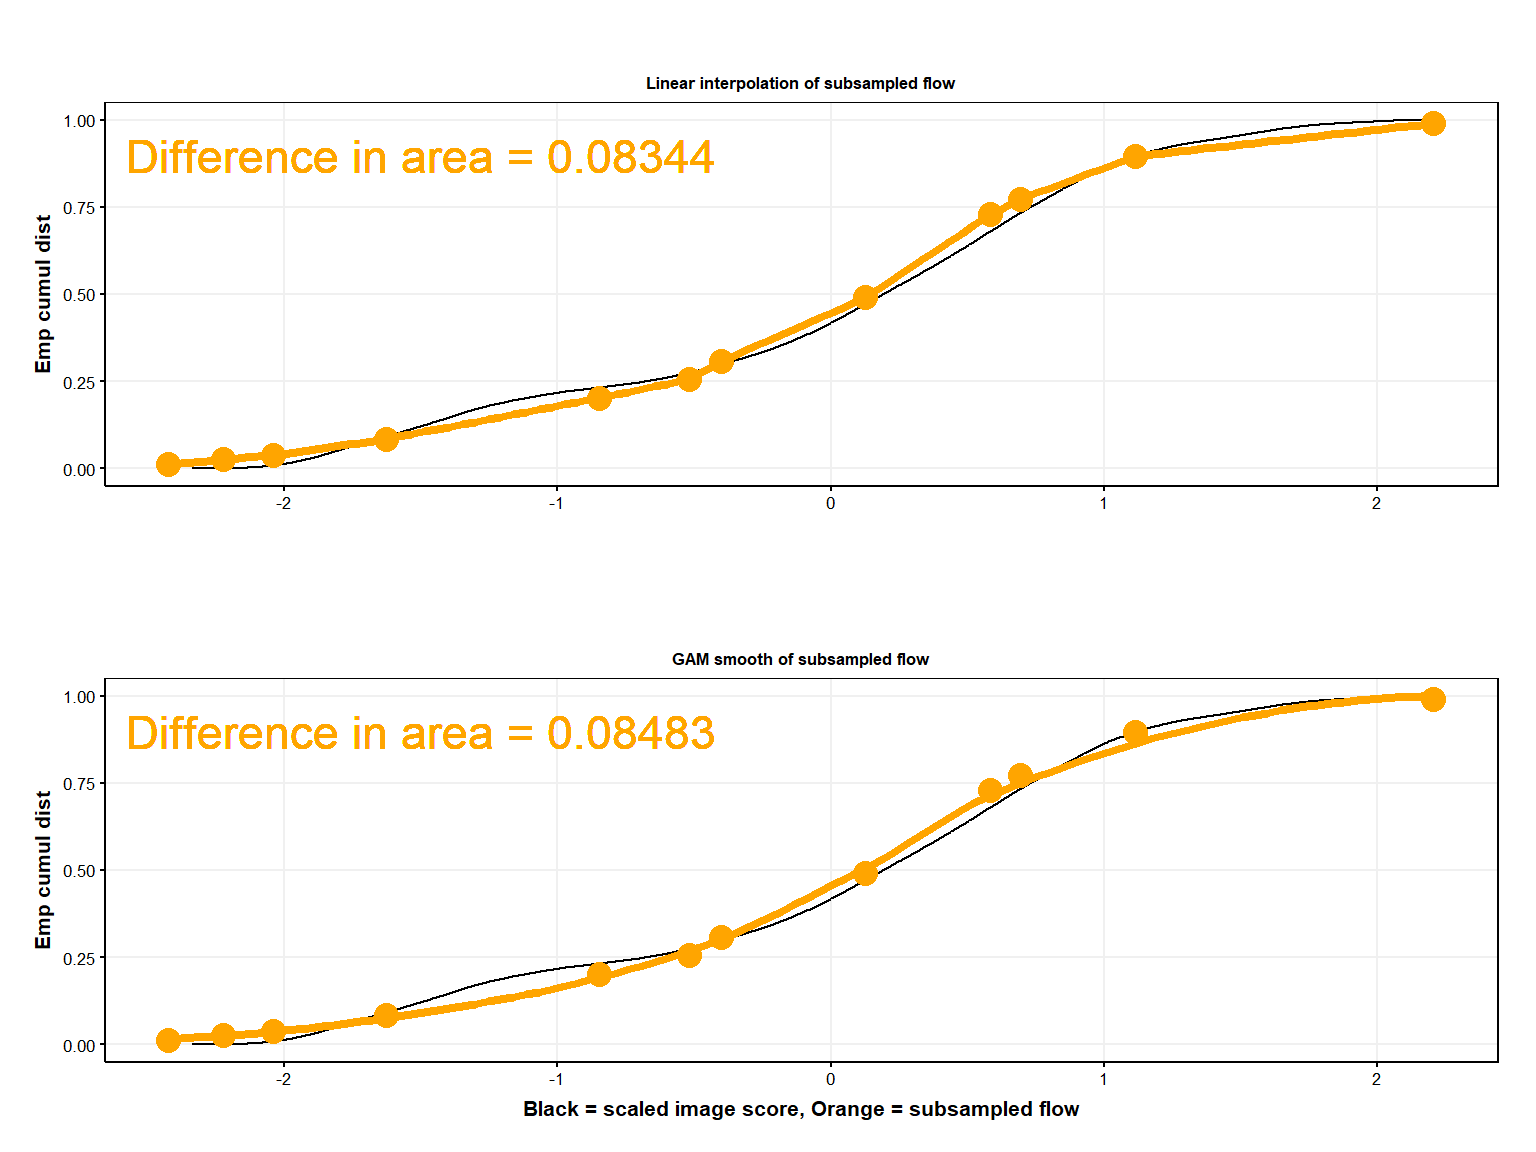 Linear interpolation of subsampled flow
Difference in area = 0.08344
Emp cumul dist
1.00
0.75
0.50
0.25
0.00
-2 -1 0 1 2
GAM smooth of subsampled flow
Difference in area = 0.08483
Emp cumul dist
1.00
0.75
0.50
0.25
0.00
-2 -1 0 1 2
Black = scaled image score, Orange = subsampled flow